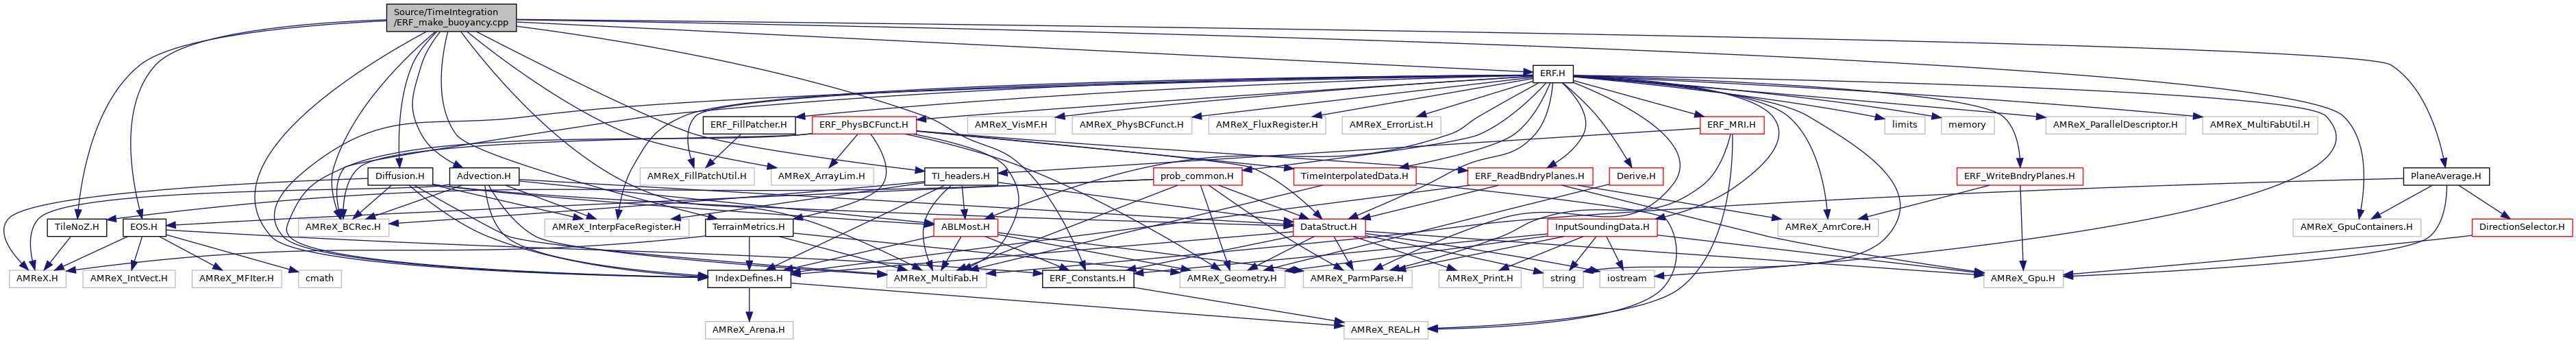 Source/TimeIntegration
/ERF_make_buoyancy.cpp
ERF.H
ERF_FillPatcher.H
ERF_PhysBCFunct.H
AMReX_VisMF.H
AMReX_PhysBCFunct.H
AMReX_FluxRegister.H
AMReX_ErrorList.H
ERF_MRI.H
limits
memory
AMReX_ParallelDescriptor.H
AMReX_MultiFabUtil.H
Diffusion.H
Advection.H
AMReX_FillPatchUtil.H
AMReX_ArrayLim.H
TI_headers.H
prob_common.H
TimeInterpolatedData.H
ERF_ReadBndryPlanes.H
Derive.H
ERF_WriteBndryPlanes.H
PlaneAverage.H
TileNoZ.H
EOS.H
AMReX_BCRec.H
AMReX_InterpFaceRegister.H
TerrainMetrics.H
ABLMost.H
DataStruct.H
InputSoundingData.H
AMReX_AmrCore.H
AMReX_GpuContainers.H
DirectionSelector.H
AMReX.H
AMReX_IntVect.H
AMReX_MFIter.H
cmath
IndexDefines.H
AMReX_MultiFab.H
ERF_Constants.H
AMReX_Geometry.H
AMReX_ParmParse.H
AMReX_Print.H
string
iostream
AMReX_Gpu.H
AMReX_Arena.H
AMReX_REAL.H